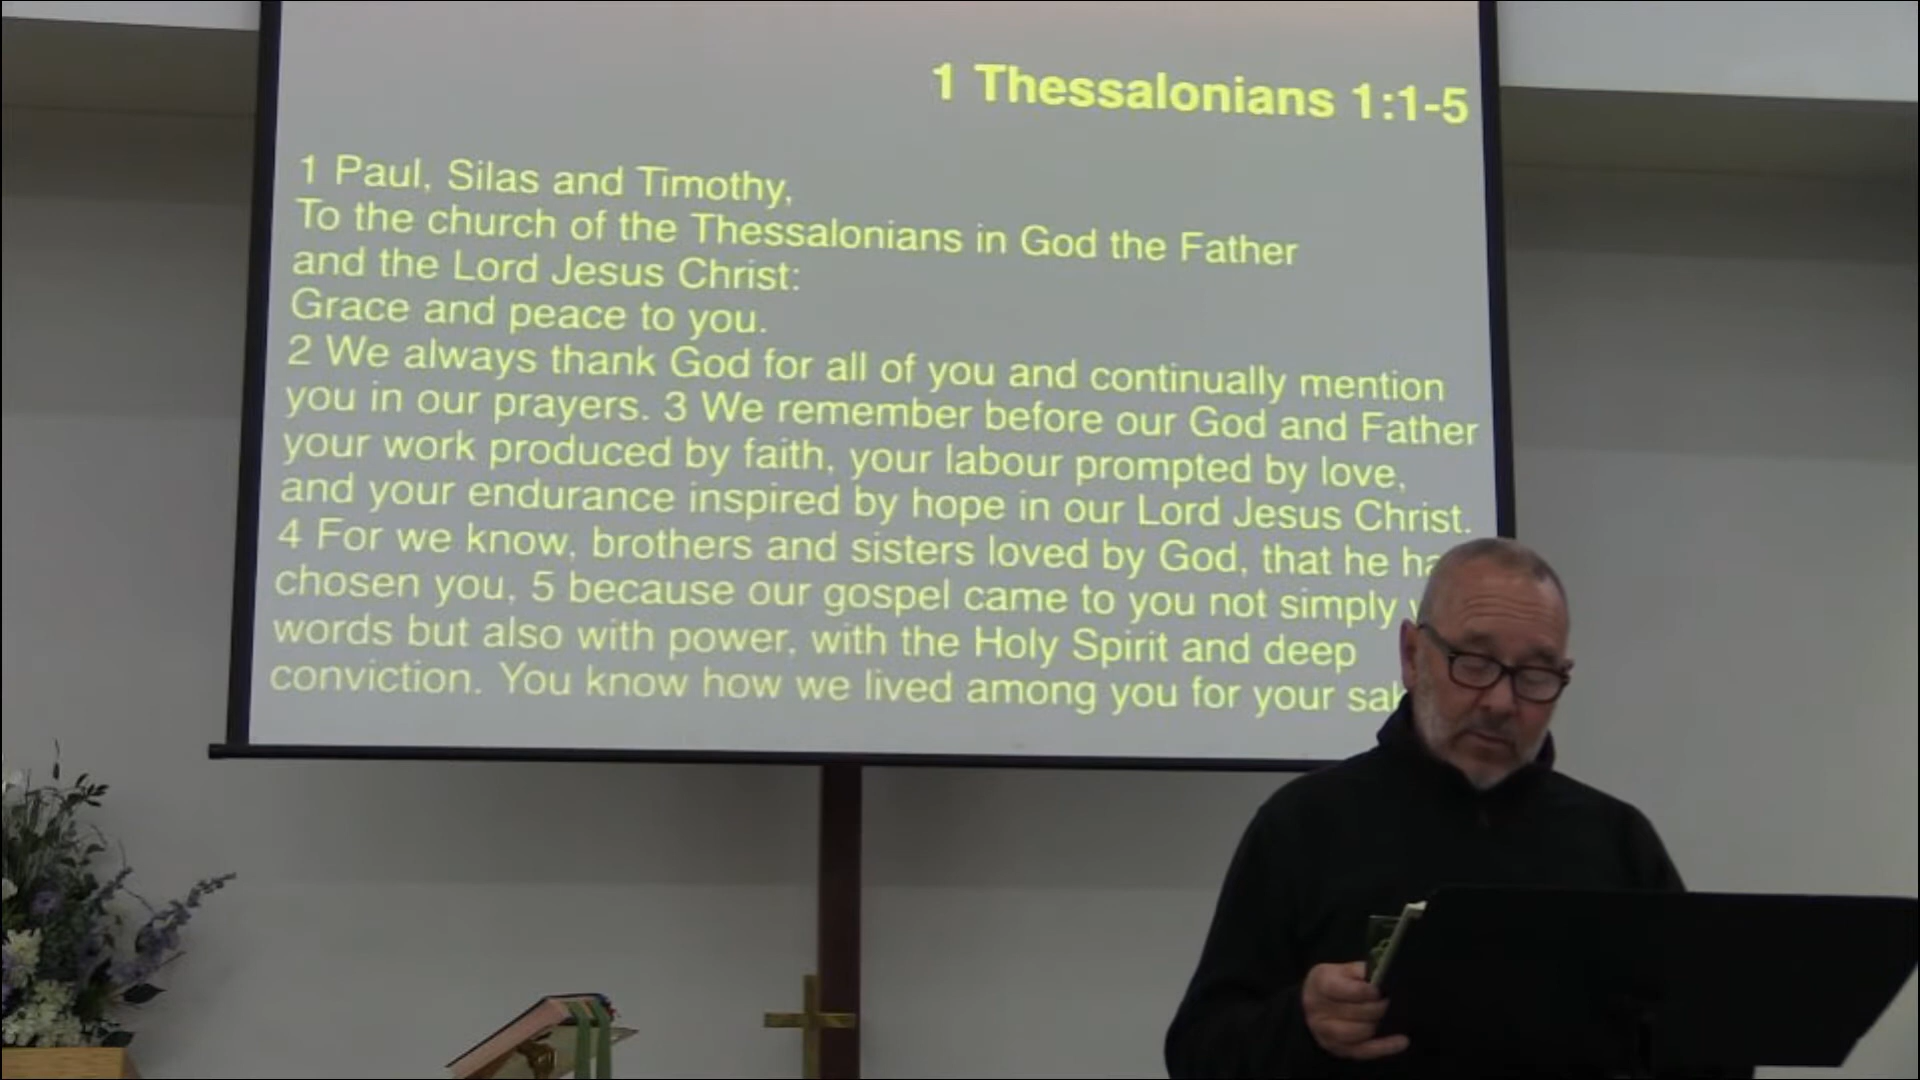 1 Thessalonians 1:1-5
1 Paul, Silas and Timothy,
To the church of the Thessalonians in God the Father
and the Lord Jesus Christ:
Grace and peace to you.
2 We always thank God for all of you and continually mention
you in our prayers. 3 We remember before our God and Father
your work produced by faith, your labour prompted by love,
and your endurance inspired by hope in our Lord Jesus Christ.
4 For we know, brothers and sisters loved by God, that he
chosen you, 5 because our gospel came to you not simply
words but also with power, with the Holy Spirit and deep
conviction. You know how we lived among you for your